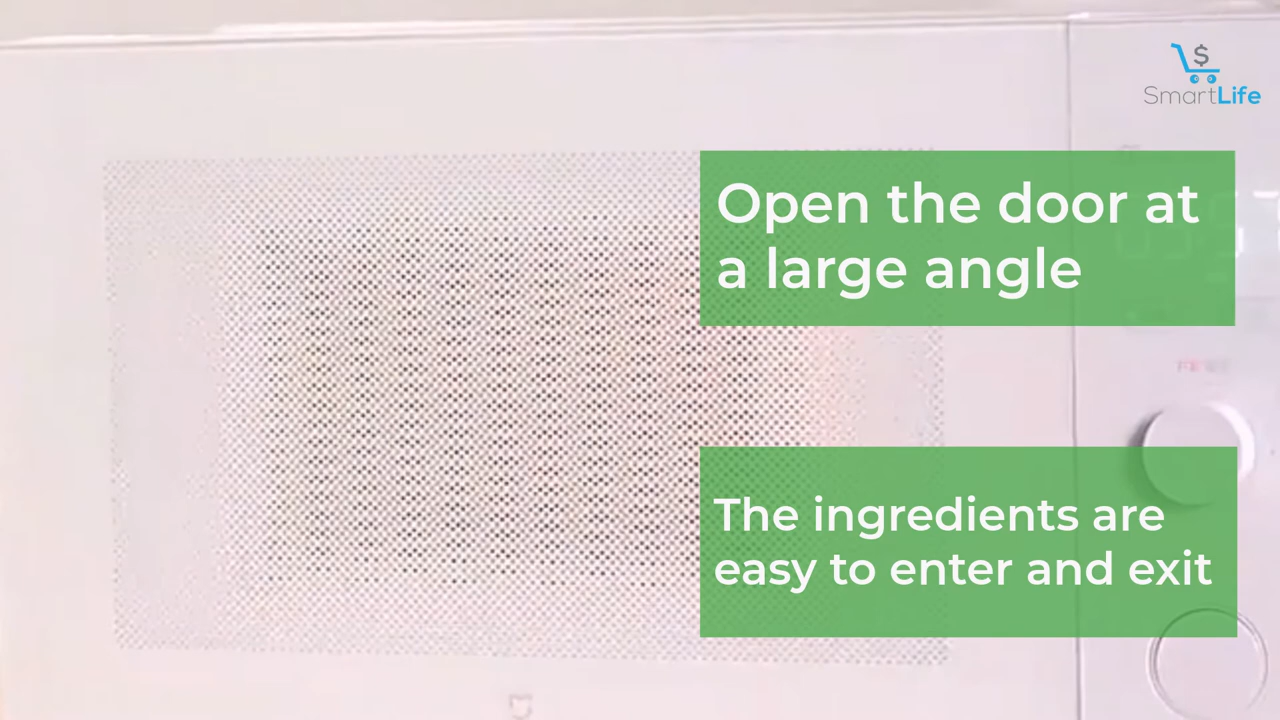 $
SmartLife
Open the door at
a large angle
The ingredients are
easy to enter and exit